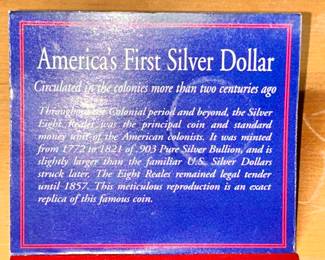 America's First Silver Dollar
Circulated in the colonies more than two centuries ago
Throughout the Colonial period and beyond, the Silver
Eight Reales was the principal coin and standard
money unit of the American colonists. It was minted
from 1772 to 1821 of .903 Pure Silver Bullion, and is
slightly larger than the familiar U.S. Silver Dollars
struck later. The Eight Reales remained legal tender
until 1857. This meticulous reproduction is an exact
replica of this famous coin.